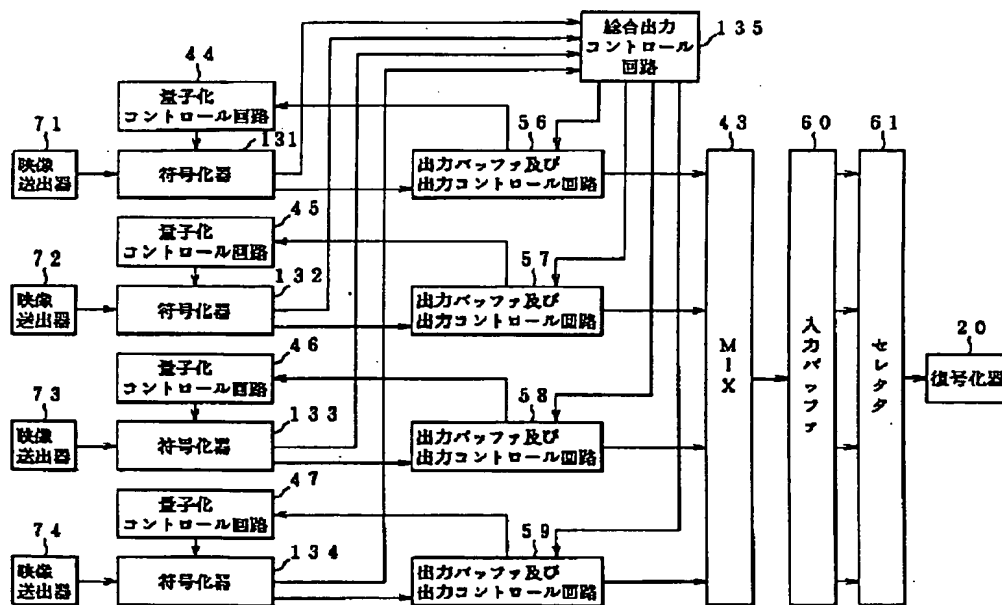 総合出力
コントロール
回路
135
44
量子化
コントロール回路
71
131
映像
送出器
符号化器
56
出力バッファ及び
出力コントロール回路
43
60
61
45
量子化
コントロール回路
72
132
映像
送出器
符号化器
57
出力バッファ及び
出力コントロール回路
MIX
入力バッファ
セレクタ
20
復号化器
46
量子化
コントロール回路
73
133
映像
送出器
符号化器
58
出力バッファ及び
出力コントロール回路
47
量子化
コントロール回路
74
134
映像
送出器
符号化器
59
出力バッファ及び
出力コントロール回路